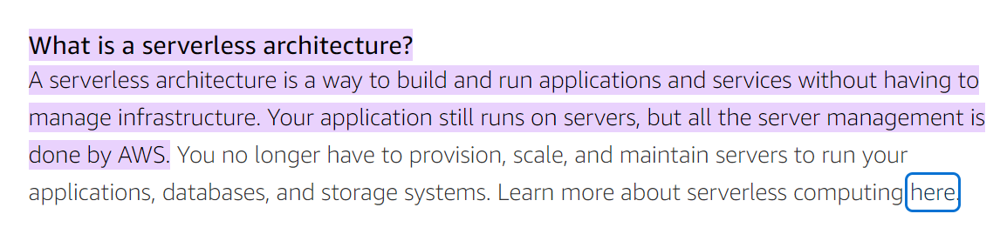 What is a serverless architecture?
A serverless architecture is a way to build and run applications and services without having to
manage infrastructure. Your application still runs on servers, but all the server management is
done by AWS. You no longer have to provision, scale, and maintain servers to run your
applications, databases, and storage systems. Learn more about serverless computing here.